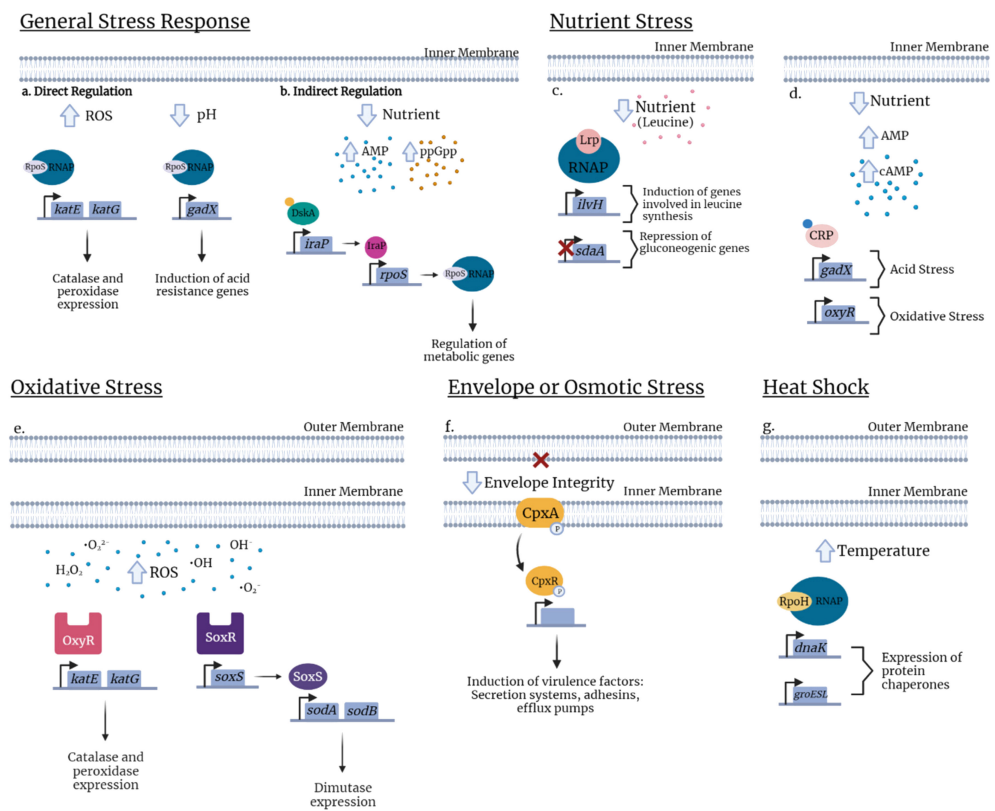 General Stress Response
Inner Membrane
a. Direct Regulation
ROS
pH
RpoS RNAP
RpoS RNAP
katE katG
gadX
Catalase and
peroxidase
expression
Induction of acid
resistance genes
b. Indirect Regulation
Nutrient
AMP
ppGpp
DskA
iraP
IraP
rpoS
RpoS RNAP
Regulation of
metabolic genes
Nutrient Stress
Inner Membrane
c.
Nutrient
(Leucine)
Lrp
RNAP
ilvH
Induction of genes
involved in leucine
synthesis
sdaA
Repression of
gluconeogenic genes
Inner Membrane
d.
Nutrient
AMP
cAMP
CRP
gadX
Acid Stress
oxyR
Oxidative Stress
Oxidative Stress
e.
Outer Membrane
Inner Membrane
·O₂²⁻
OH⁻
H₂O₂
ROS
·OH
·O₂⁻
OxyR
SoxR
katE katG
soxS
SoxS
sodA sodB
Catalase and
peroxidase
expression
Dimutase
expression
Envelope or Osmotic Stress
f.
Outer Membrane
Envelope Integrity
Inner Membrane
CpxA
P
CpxR
P
Induction of virulence factors:
Secretion systems, adhesins,
efflux pumps
Heat Shock
g.
Outer Membrane
Inner Membrane
Temperature
RpoH RNAP
dnaK
groESL
Expression of
protein
chaperones